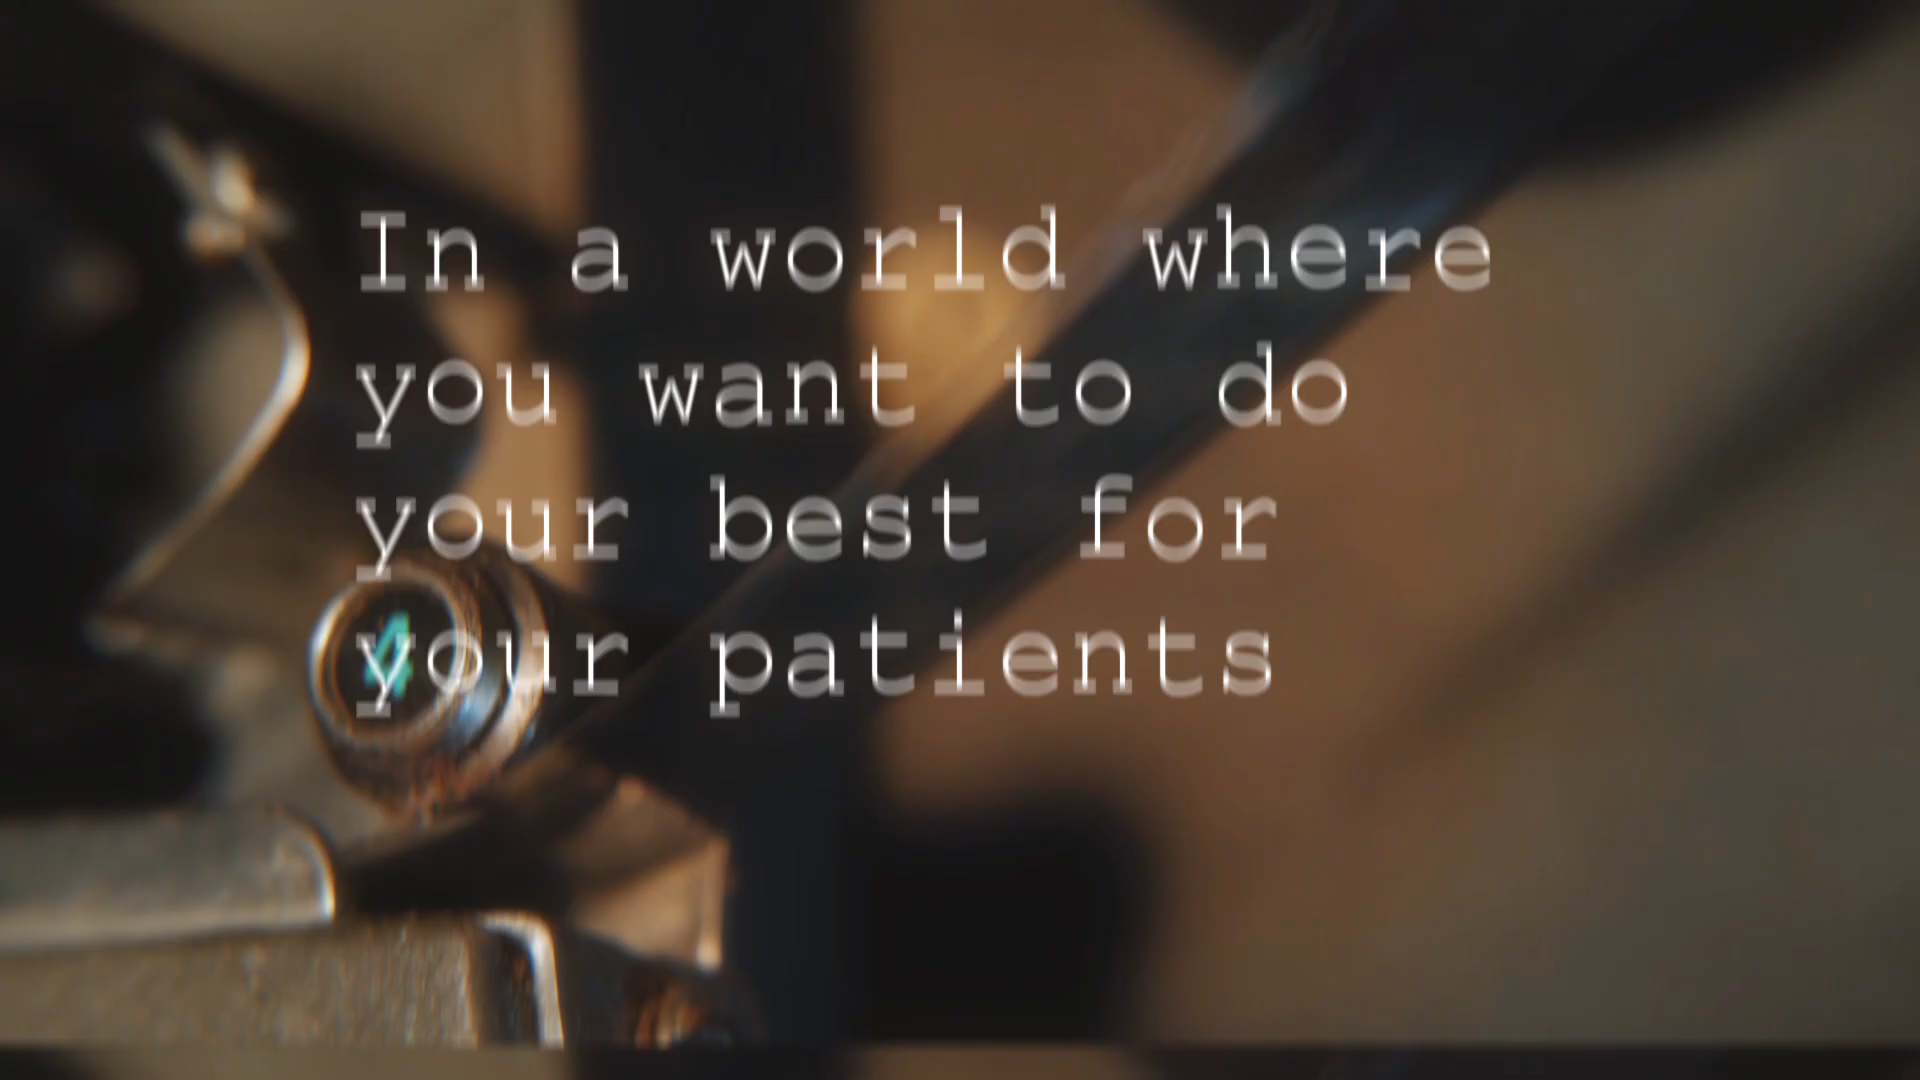 In a world where
you want to do
your best for
your patients